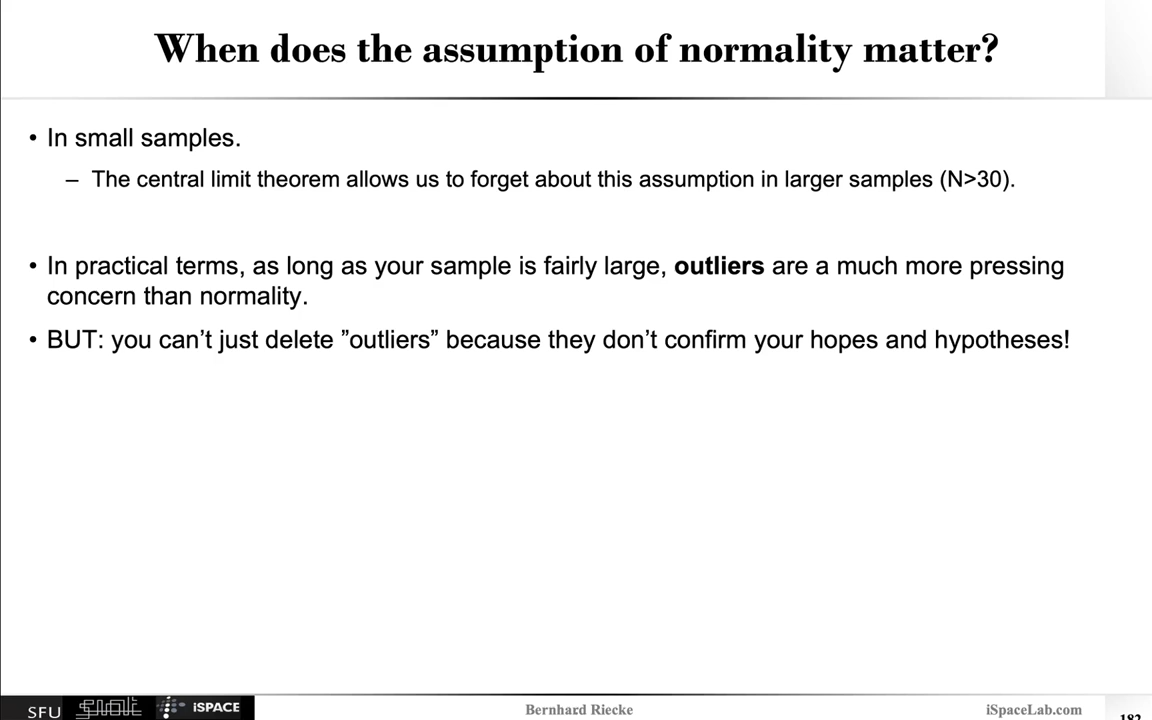 When does the assumption of normality matter?
• In small samples.
– The central limit theorem allows us to forget about this assumption in larger samples (N>30).
• In practical terms, as long as your sample is fairly large, outliers are a much more pressing
concern than normality.
• BUT: you can’t just delete ”outliers” because they don’t confirm your hopes and hypotheses!
SFU iSPACE Bernhard Riecke iSpaceLab.com 182